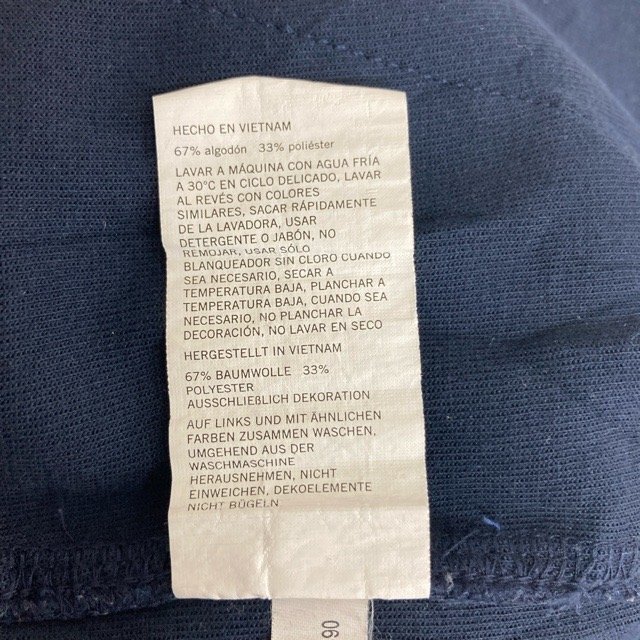 HECHO EN VIETNAM
67% algodón 33% poliéster
LAVAR A MÁQUINA CON AGUA FRÍA
A 30°C EN CICLO DELICADO, LAVAR
AL REVÉS CON COLORES
SIMILARES, SACAR RÁPIDAMENTE
DE LA LAVADORA, USAR
DETERGENTE O JABÓN, NO
REMOJAR, USAR SÓLO
BLANQUEADOR SIN CLORO CUANDO
SEA NECESARIO, SECAR A
TEMPERATURA BAJA, PLANCHAR A
TEMPERATURA BAJA, CUANDO SEA
NECESARIO, NO PLANCHAR LA
DECORACIÓN, NO LAVAR EN SECO
HERGESTELLT IN VIETNAM
67% BAUMWOLLE 33%
POLYESTER
AUSSCHLIEßLICH DEKORATION
AUF LINKS UND MIT ÄHNLICHEN
FARBEN ZUSAMMEN WASCHEN,
UMGEHEND AUS DER
WASCHMASCHINE
HERAUSNEHMEN, NICHT
EINWEICHEN, DEKOELEMENTE
NICHT BÜGELN.
90